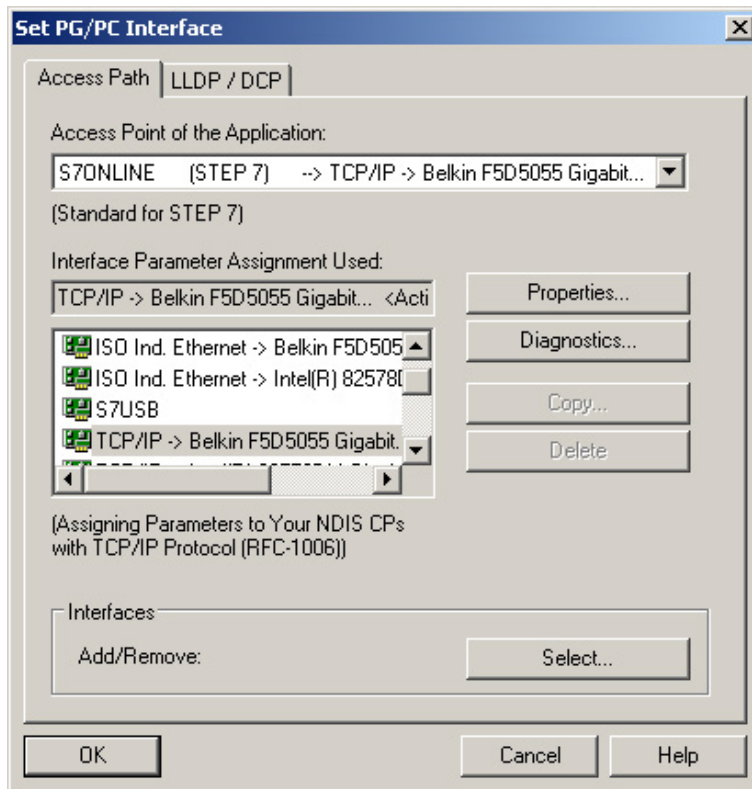 Set PG/PC Interface
Access Path
LLDP / DCP
Access Point of the Application:
S7ONLINE (STEP 7) --> TCP/IP -> Belkin F5D5055 Gigabit...
(Standard for STEP 7)
Interface Parameter Assignment Used:
TCP/IP -> Belkin F5D5055 Gigabit... <Acti
Properties...
Diagnostics...
ISO Ind. Ethernet -> Belkin F5D505
ISO Ind. Ethernet -> Intel(R) 82578D
S7USB
TCP/IP -> Belkin F5D5055 Gigabit.
Copy...
Delete
(Assigning Parameters to Your NDIS CPs
with TCP/IP Protocol (RFC-1006))
Interfaces
Add/Remove:
Select...
OK
Cancel
Help